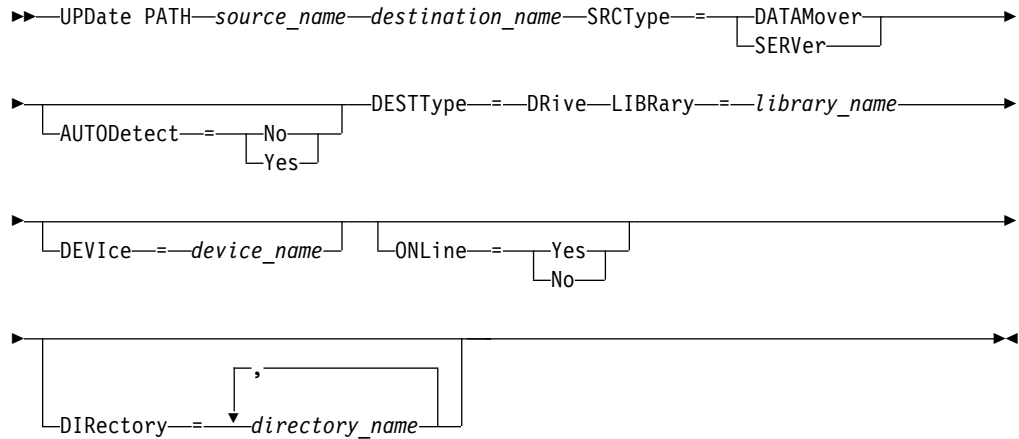 UPDate PATH source_name destination_name SRCType = DATAMover
SERVer
AUTODetect = No
Yes
DESTType = DRive LIBRary = library_name
DEVIce = device_name
ONLine = Yes
No
DIRectory = directory_name
,